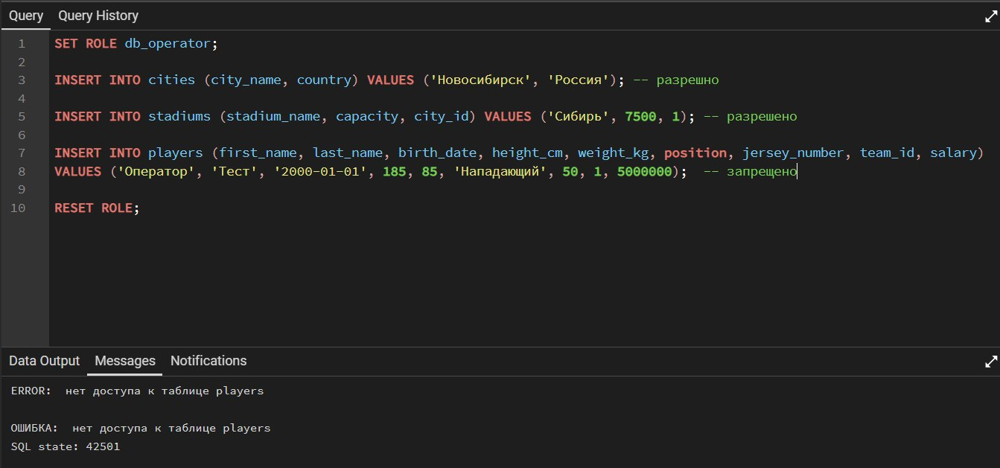 Query Query History
1 SET ROLE db_operator;
2
3 INSERT INTO cities (city_name, country) VALUES ('Новосибирск', 'Россия'); -- разрешно
4
5 INSERT INTO stadiums (stadium_name, capacity, city_id) VALUES ('Сибирь', 7500, 1); -- разрешено
6
7 INSERT INTO players (first_name, last_name, birth_date, height_cm, weight_kg, position, jersey_number, team_id, salary)
8 VALUES ('Оператор', 'Тест', '2000-01-01', 185, 85, 'Нападающий', 50, 1, 5000000);  -- запрещено
9
10 RESET ROLE;
Data Output Messages Notifications
ERROR:  нет доступа к таблице players
ОШИБКА:  нет доступа к таблице players
SQL state: 42501